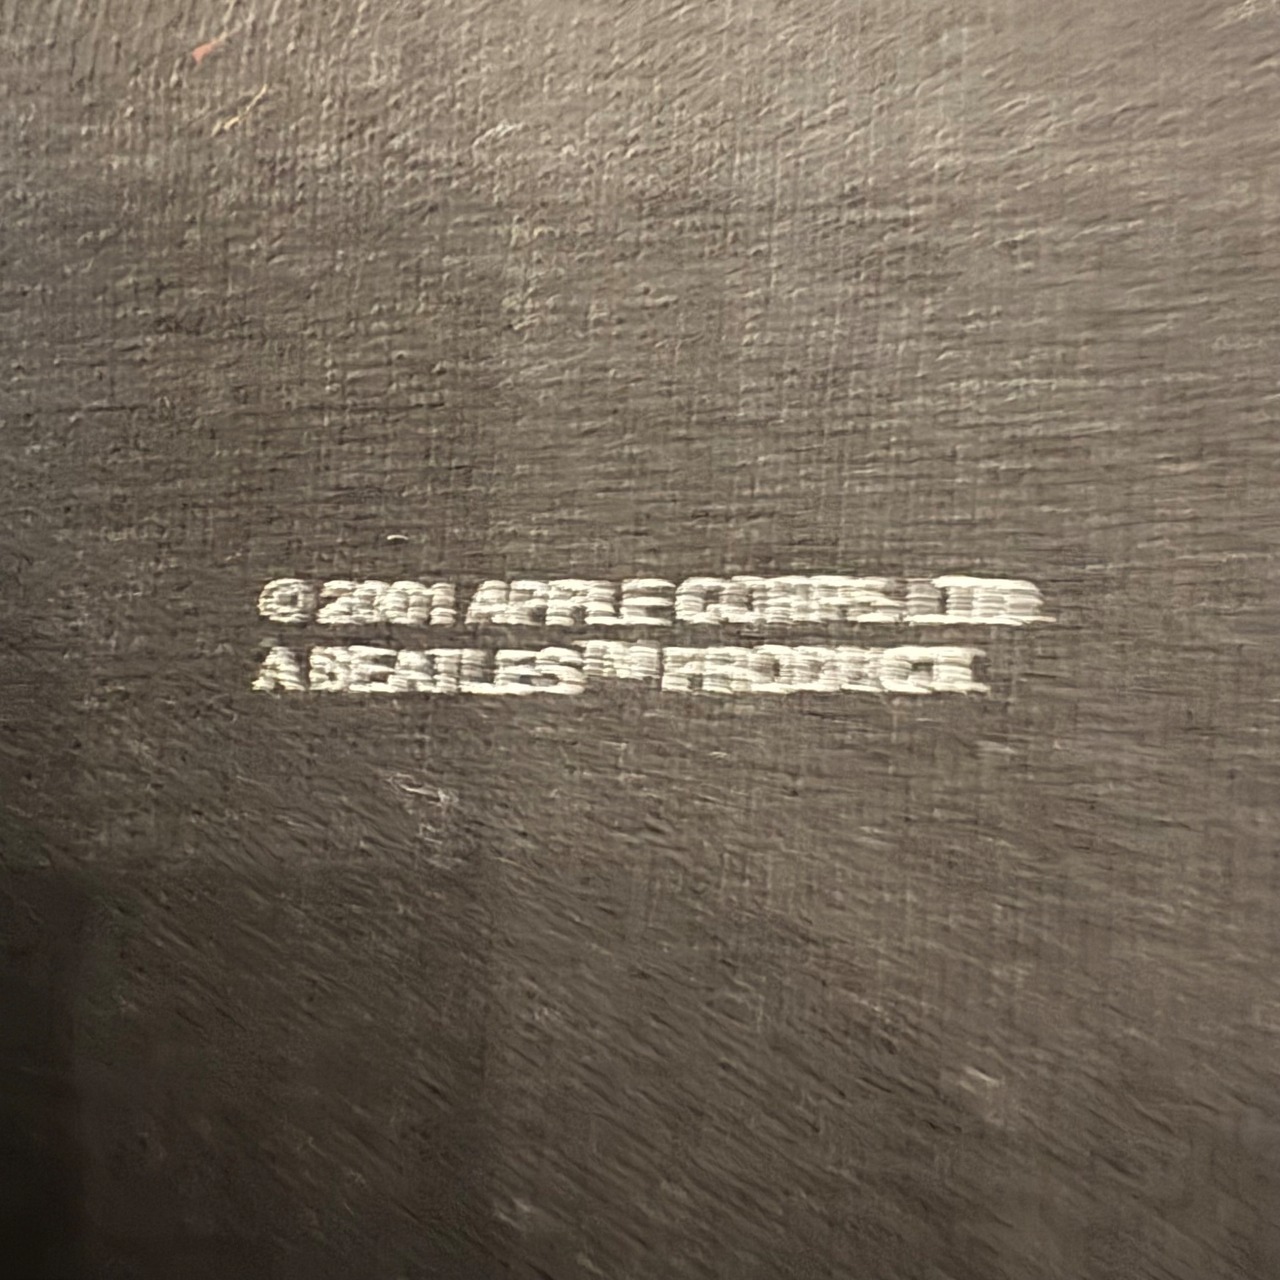 © 2001 APPLE CORPS LTD
A BEATLES™ PRODUCT